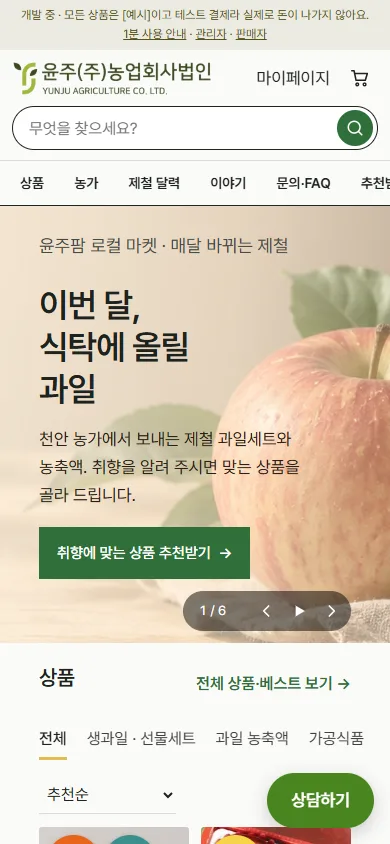 개발 중 · 모든 상품은 [예시]이고 테스트 결제라 실제로 돈이 나가지 않아요.
1분 사용 안내 · 관리자 · 판매자
윤주(주)농업회사법인
YUNJU AGRICULTURE CO. LTD.
마이페이지
무엇을 찾으세요?
상품 농가 제철 달력 이야기 문의·FAQ 추천받
윤주팜 로컬 마켓 · 매달 바뀌는 제철
이번 달,
식탁에 올릴
과일
천안 농가에서 보내는 제철 과일세트와
농축액. 취향을 알려 주시면 맞는 상품을
골라 드립니다.
취향에 맞는 상품 추천받기 →
1 / 6
상품
전체 상품·베스트 보기 →
전체 생과일 · 선물세트 과일 농축액 가공식품
추천순
상담하기